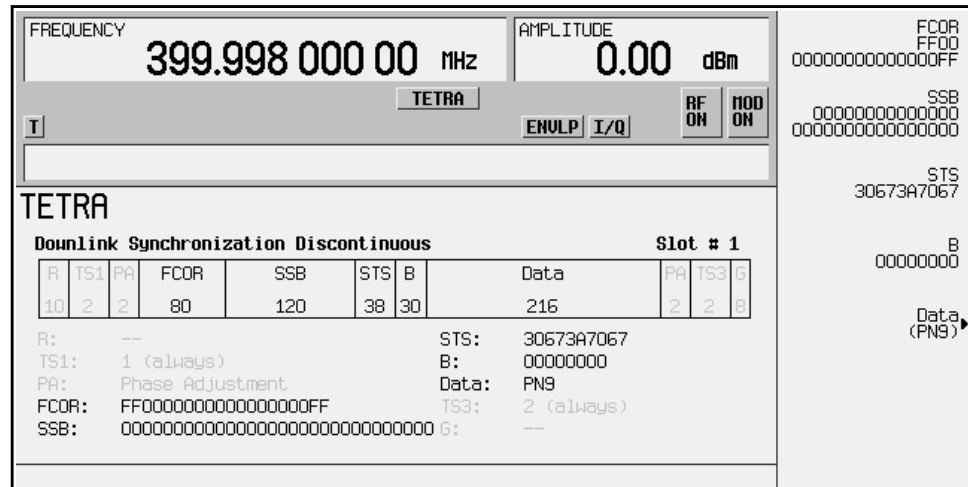 FREQUENCY
399.998 000 00 MHz
AMPLITUDE
0.00 dBm
TETRA
T
ENVLP I/Q
RF ON
MOD ON
TETRA
Downlink Synchronization Discontinuous Slot # 1
R TS1 PA FCOR SSB STS B Data PA TS3 G
10 2 2 80 120 38 30 216 2 2 8
R: -- STS: 30673A7067
TS1: 1 (always) B: 00000000
PA: Phase Adjustment Data: PN9
FCOR: FF0000000000000000FF TS3: 2 (always)
SSB: 000000000000000000000000000000 G: --
FCOR
FF00
00000000000000FF
SSB
00000000000000
0000000000000000
STS
30673A7067
B
00000000
Data
(PN9)